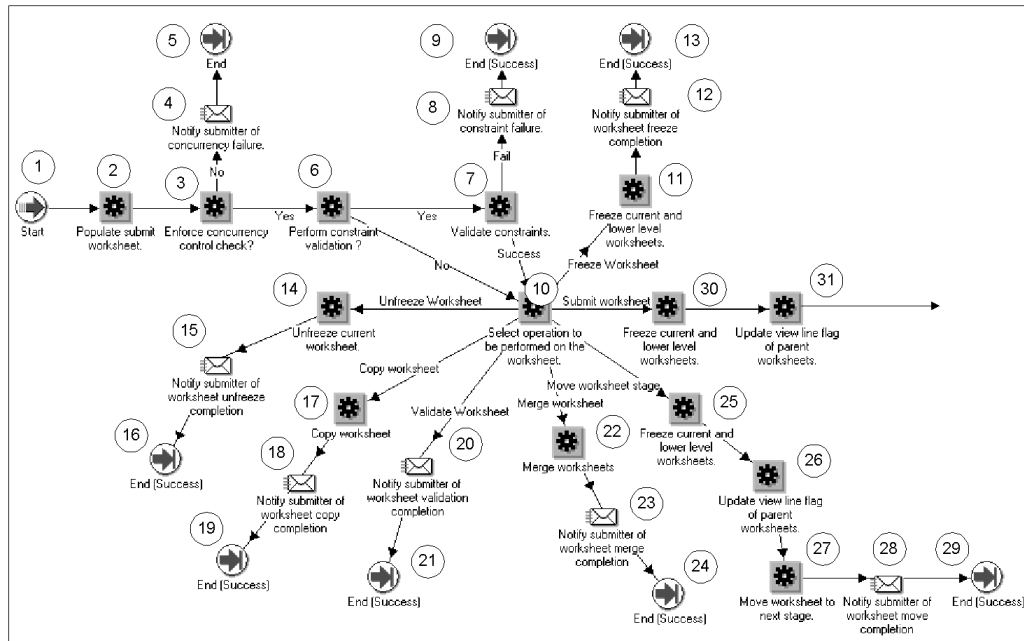 5
End
4
Notify submitter of
concurrency failure.
No
9
End (Success)
8
Notify submitter of
constraint failure.
Fail
13
End (Success)
12
Notify submitter of
worksheet freeze
completion
1
Start
2
Populate submit
worksheet.
3
Enforce concurrency
control check?
Yes
6
Perform constraint
validation ?
Yes
No
7
Validate constraints.
Success
11
Freeze current and
lower level
worksheets.
Freeze Worksheet
10
Select operation to
be performed on the
worksheet.
Submit worksheet
30
Freeze current and
lower level
worksheets.
31
Update view line flag
of parent
worksheets.
Unfreeze Worksheet
14
Unfreeze current
worksheet.
15
Notify submitter of
worksheet unfreeze
completion
16
End (Success)
Copy worksheet
17
Copy worksheet
18
Notify submitter of
worksheet copy
completion
19
End (Success)
Validate Worksheet
20
Notify submitter of
worksheet validation
completion
21
End (Success)
Merge worksheet
22
Merge worksheets
23
Notify submitter of
worksheet merge
completion
24
End (Success)
Move worksheet stage
25
Freeze current and
lower level
worksheets.
26
Update view line flag
of parent
worksheets.
27
Move worksheet to
next stage.
28
Notify submitter of
worksheet move
completion
29
End (Success)